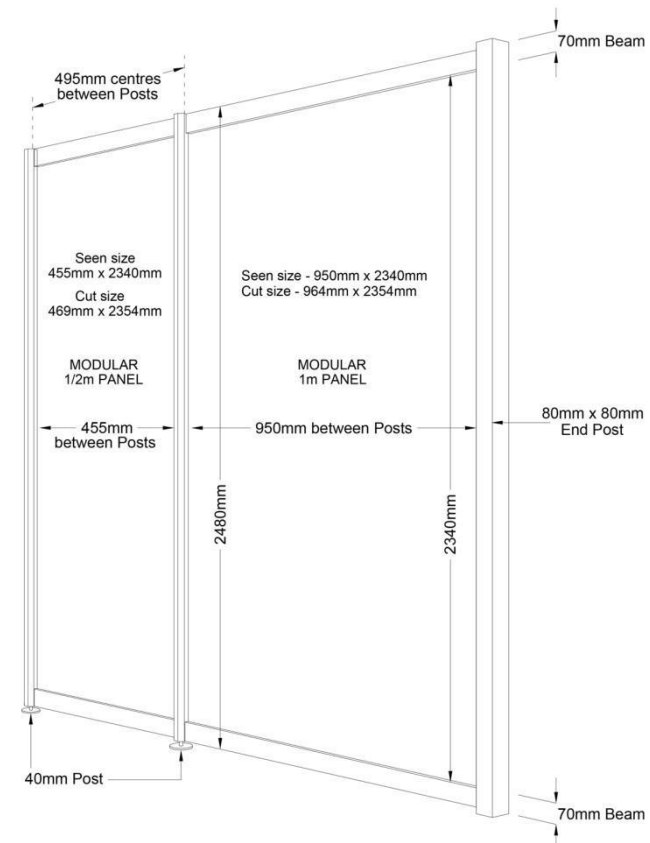 70mm Beam
495mm centres
between Posts
Seen size
455mm x 2340mm
Cut size
469mm x 2354mm
MODULAR
1/2m PANEL
Seen size - 950mm x 2340mm
Cut size - 964mm x 2354mm
MODULAR
1m PANEL
455mm
between Posts
950mm between Posts
80mm x 80mm
End Post
2480mm
2340mm
40mm Post
70mm Beam